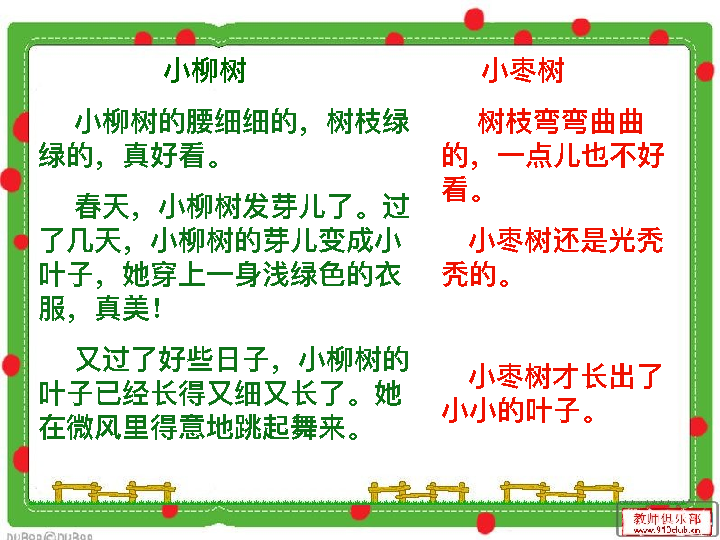 小柳树
小柳树的腰细细的，树枝绿
绿的，真好看。
春天，小柳树发芽儿了。过
了几天，小柳树的芽儿变成小
叶子，她穿上一身浅绿色的衣
服，真美！
又过了好些日子，小柳树的
叶子已经长得又细又长了。她
在微风里得意地跳起舞来。
小枣树
树枝弯弯曲曲
的，一点儿也不好
看。
小枣树还是光秃
秃的。
小枣树才长出了
小小的叶子。
教师俱乐部
www.910club.cn